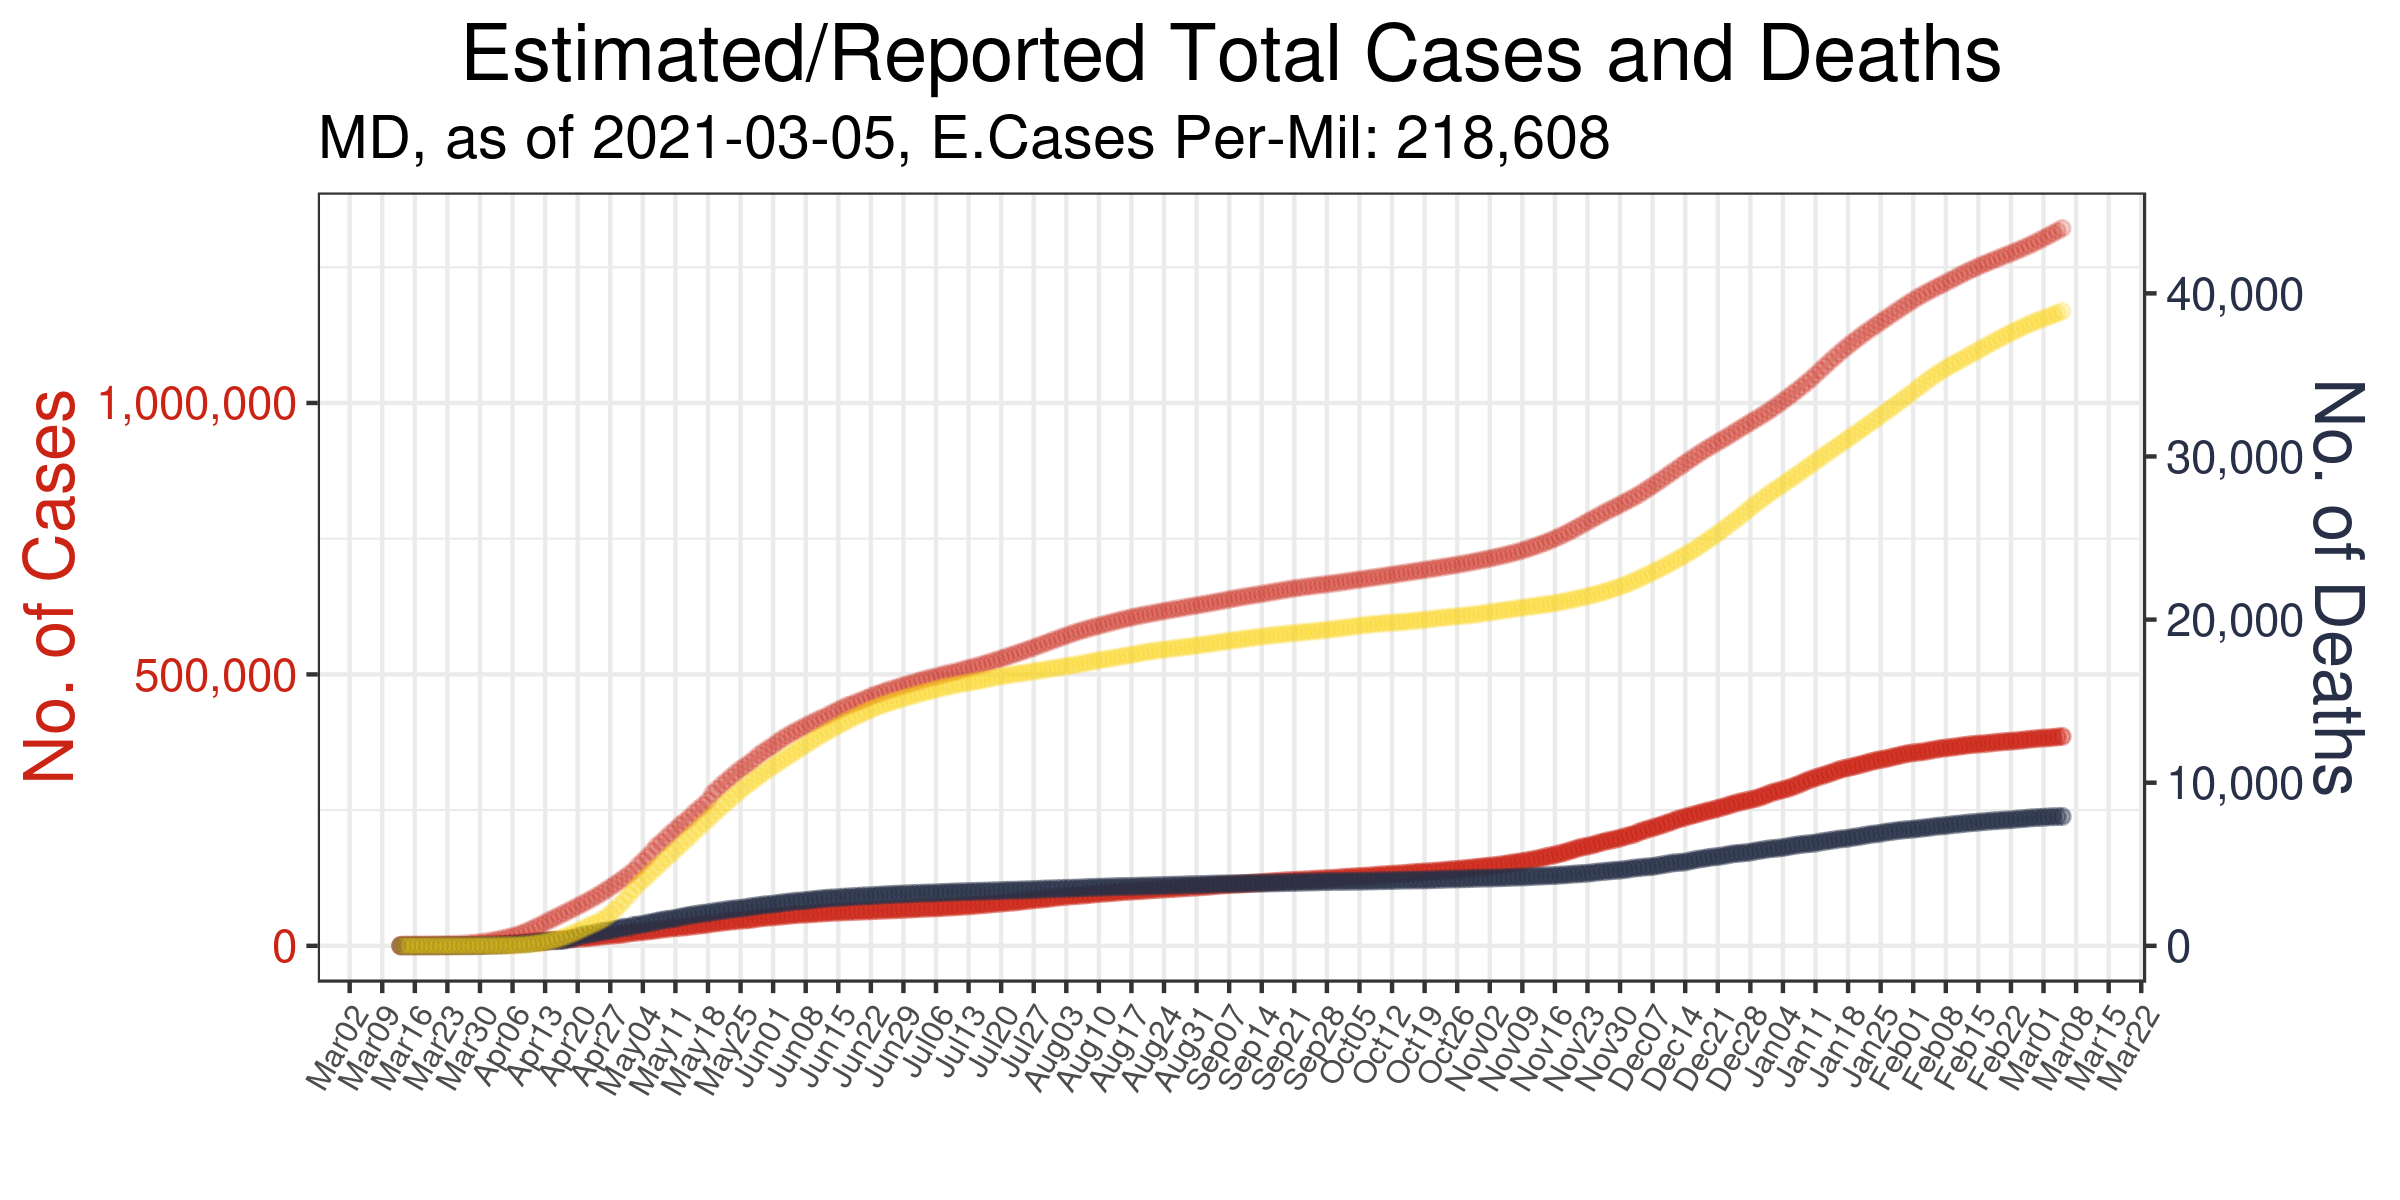 Estimated/Reported Total Cases and Deaths
MD, as of 2021-03-05, E.Cases Per-Mil: 218,608
No. of Cases
1,000,000
500,000
0
40,000
30,000
20,000
10,000
0
No. of Deaths
Mar02
Mar09
Mar16
Mar23
Mar30
Apr06
Apr13
Apr20
Apr27
May04
May11
May18
May25
Jun01
Jun08
Jun15
Jun22
Jun29
Jul06
Jul13
Jul20
Jul27
Aug03
Aug10
Aug17
Aug24
Aug31
Sep07
Sep14
Sep21
Sep28
Oct05
Oct12
Oct19
Oct26
Nov02
Nov09
Nov16
Nov23
Nov30
Dec07
Dec14
Dec21
Dec28
Jan04
Jan11
Jan18
Jan25
Feb01
Feb08
Feb15
Feb22
Mar01
Mar08
Mar15
Mar22